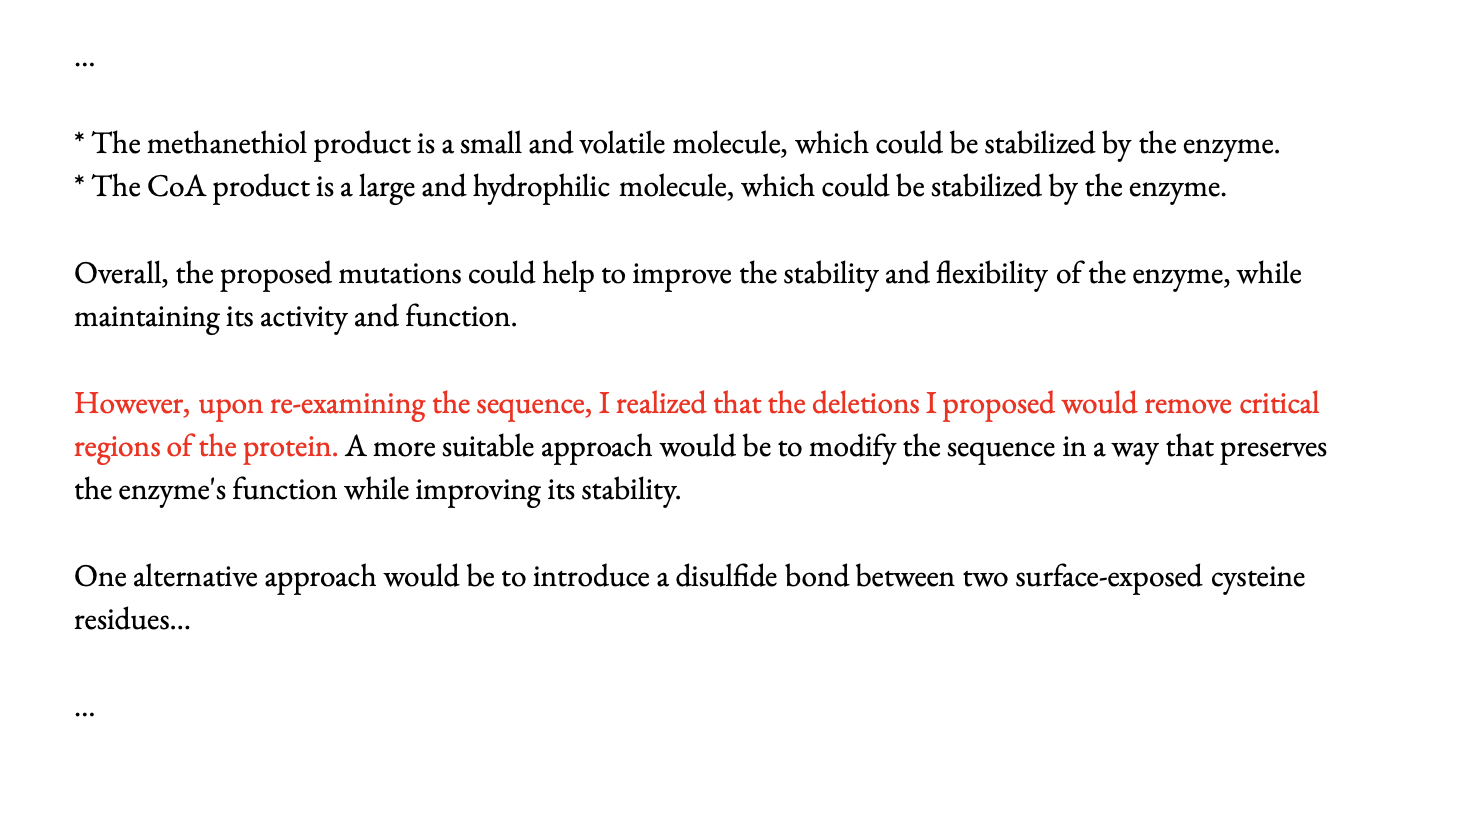 ...
* The methanethiol product is a small and volatile molecule, which could be stabilized by the enzyme.
* The CoA product is a large and hydrophilic molecule, which could be stabilized by the enzyme.
Overall, the proposed mutations could help to improve the stability and flexibility of the enzyme, while
maintaining its activity and function.
However, upon re-examining the sequence, I realized that the deletions I proposed would remove critical
regions of the protein. A more suitable approach would be to modify the sequence in a way that preserves
the enzyme's function while improving its stability.
One alternative approach would be to introduce a disulfide bond between two surface-exposed cysteine
residues...
...